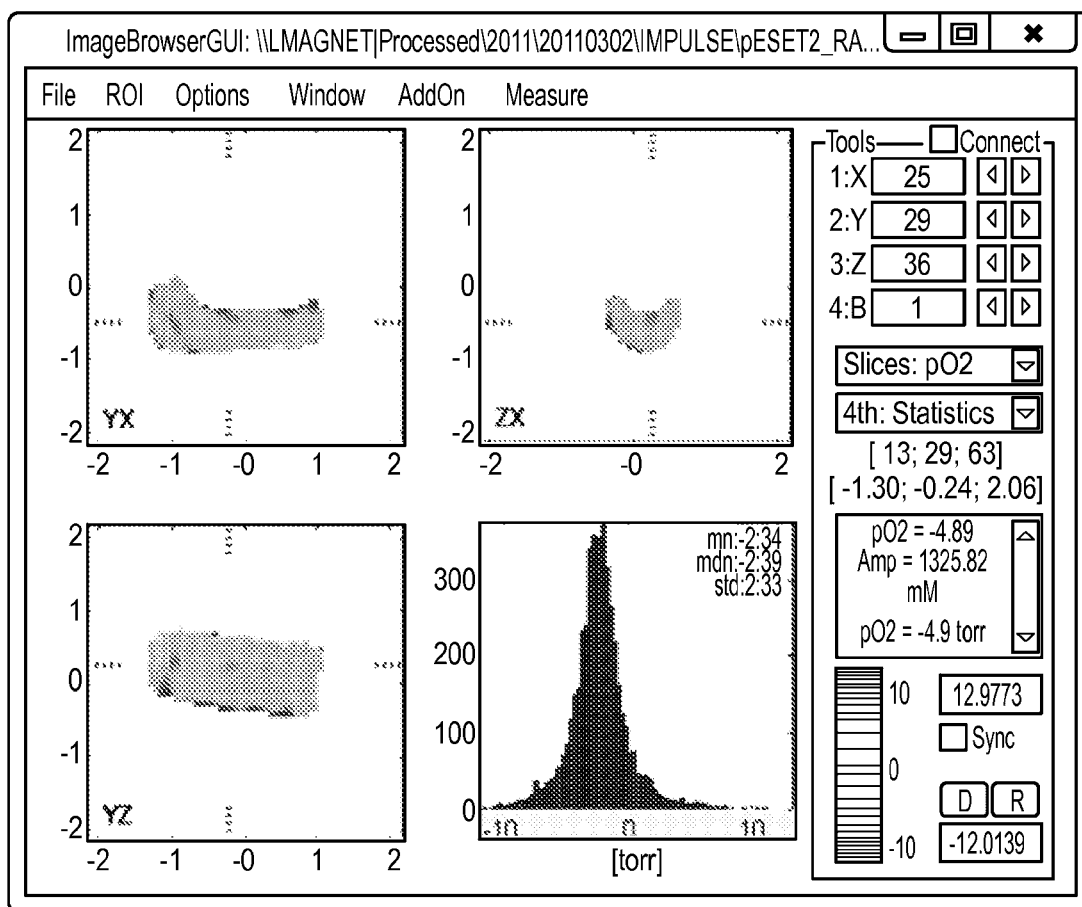 ImageBrowserGUI: \\LMAGNET|Processed\2011\20110302\IMPULSE\pESET2_RA...
File ROI Options Window AddOn Measure
2
1
0
-1
-2
YX
-2 -1 -0 1 2
2
1
0
-1
-2
ZX
-2 -0 2
2
1
0
-1
-2
YZ
-2 -1 -0 1 2
300
200
100
0
mn:-2:34
mdn:-2:39
std:2:33
-10 0 10
[torr]
Tools Connect
1:X 25
2:Y 29
3:Z 36
4:B 1
Slices: pO2
4th: Statistics
[ 13; 29; 63]
[ -1.30; -0.24; 2.06]
pO2 = -4.89
Amp = 1325.82
mM
pO2 = -4.9 torr
10
0
-10
12.9773
Sync
D R
-12.0139